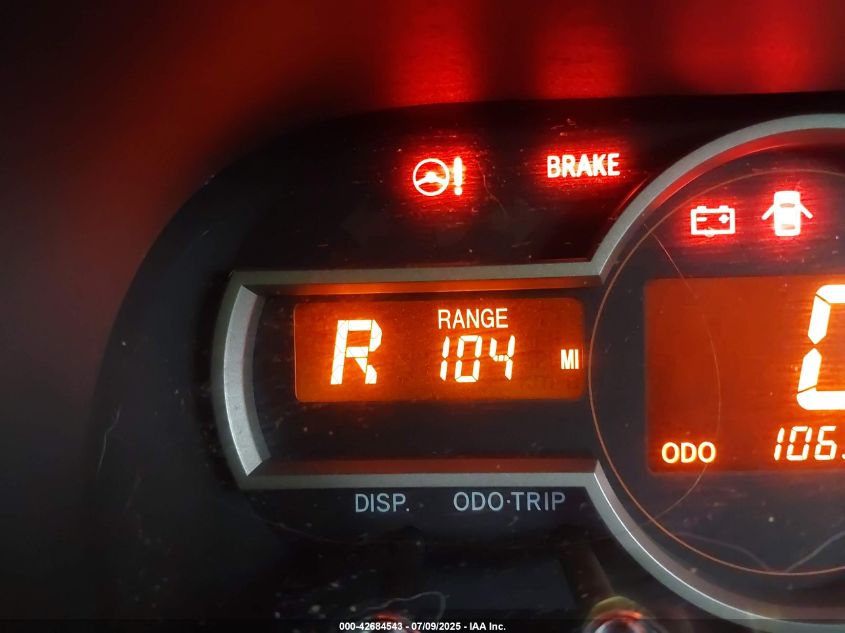 BRAKE
RANGE
R 104 MI
ODO 106
DISP. ODO·TRIP
000-42684543 - 07/09/2025 - IAA Inc.